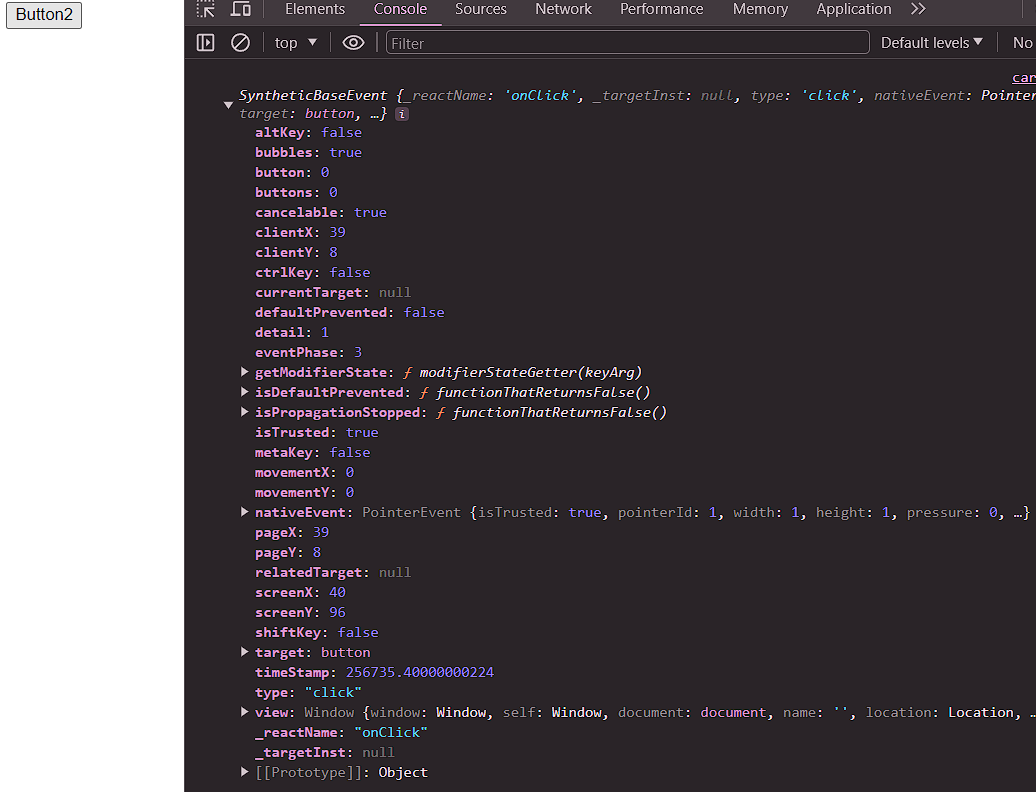 Button2
Elements Console Sources Network Performance Memory Application
top Filter Default levels No
car
SyntheticBaseEvent {_reactName: 'onClick', _targetInst: null, type: 'click', nativeEvent: Pointer
target: button, …} i
altKey: false
bubbles: true
button: 0
buttons: 0
cancelable: true
clientX: 39
clientY: 8
ctrlKey: false
currentTarget: null
defaultPrevented: false
detail: 1
eventPhase: 3
getModifierState: ƒ modifierStateGetter(keyArg)
isDefaultPrevented: ƒ functionThatReturnsFalse()
isPropagationStopped: ƒ functionThatReturnsFalse()
isTrusted: true
metaKey: false
movementX: 0
movementY: 0
nativeEvent: PointerEvent {isTrusted: true, pointerId: 1, width: 1, height: 1, pressure: 0, …}
pageX: 39
pageY: 8
relatedTarget: null
screenX: 40
screenY: 96
shiftKey: false
target: button
timeStamp: 256735.40000000224
type: "click"
view: Window {window: Window, self: Window, document: document, name: '', location: Location, …
_reactName: "onClick"
_targetInst: null
[[Prototype]]: Object